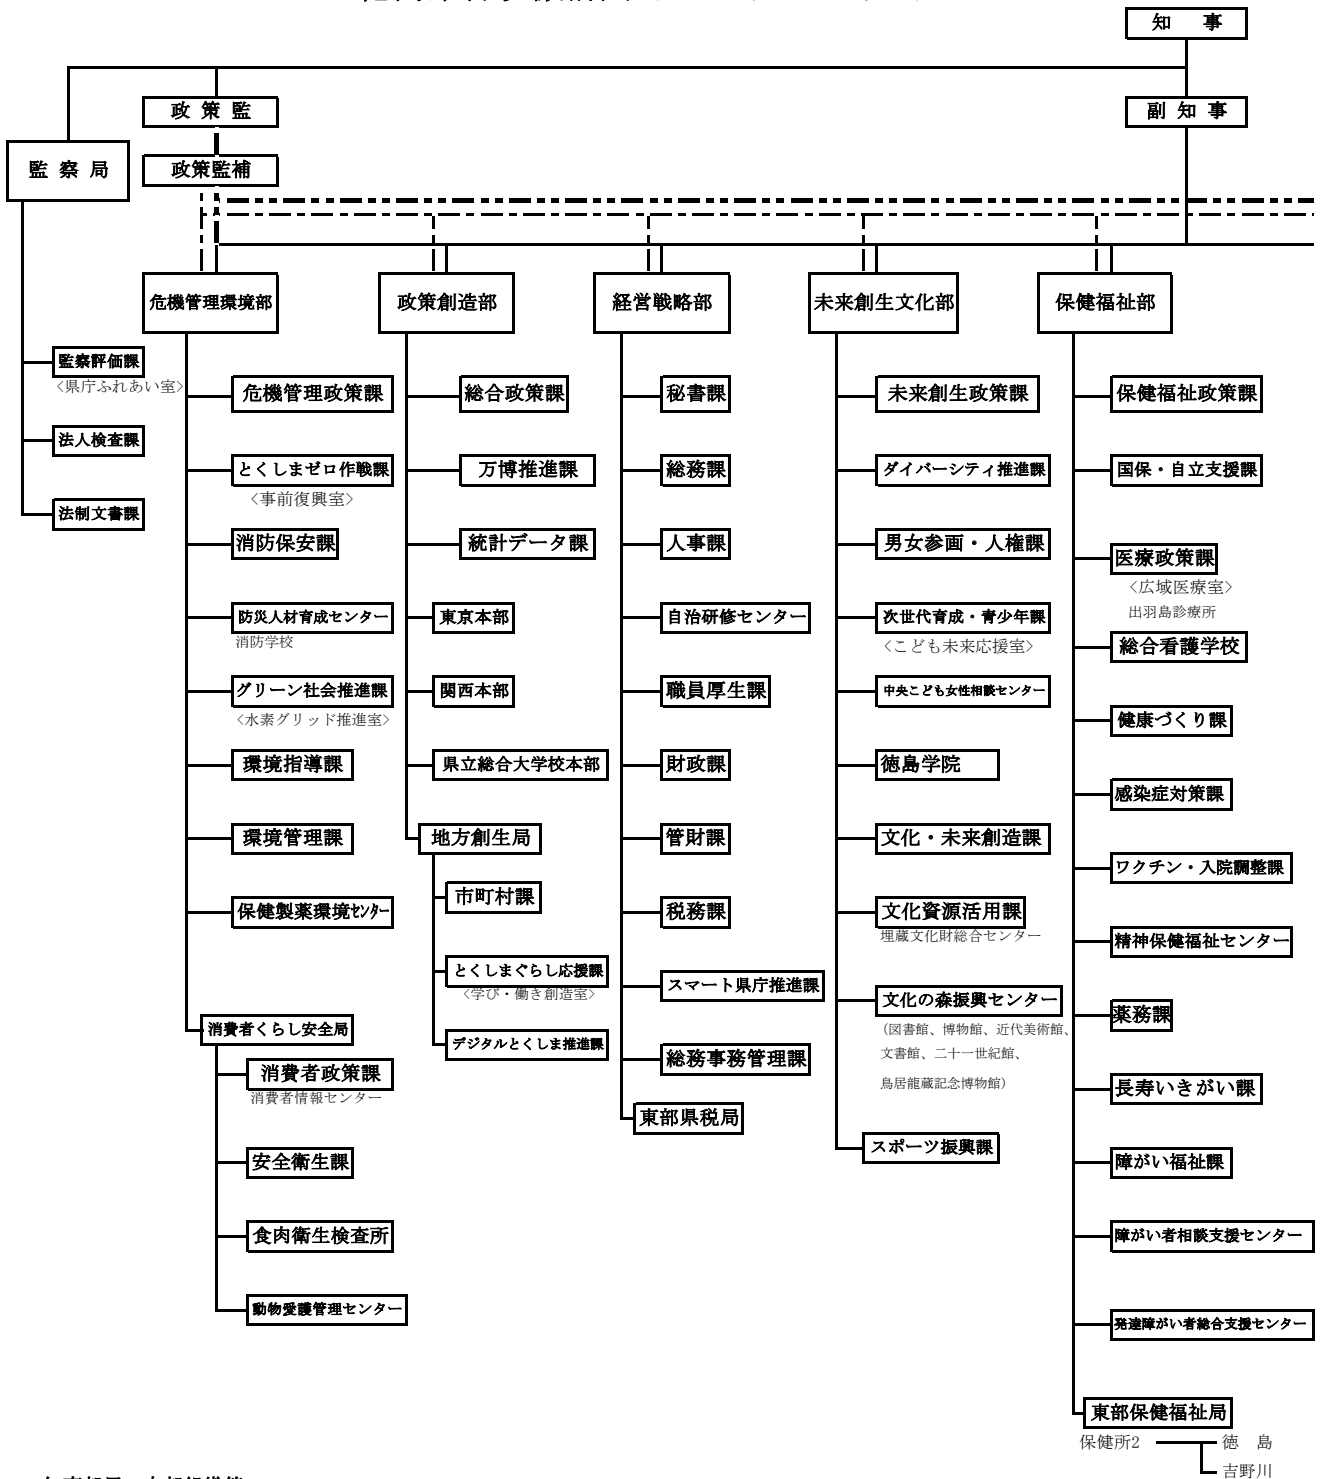 知　事
政 策 監
副 知 事
監 察 局
政策監補
危機管理環境部
政策創造部
経営戦略部
未来創生文化部
保健福祉部
監察評価課
〈県庁ふれあい室〉
法人検査課
法制文書課
危機管理政策課
とくしまゼロ作戦課
〈事前復興室〉
消防保安課
防災人材育成センター
消防学校
グリーン社会推進課
〈水素グリッド推進室〉
環境指導課
環境管理課
保健製薬環境ｾﾝﾀｰ
消費者くらし安全局
消費者政策課
消費者情報センター
安全衛生課
食肉衛生検査所
動物愛護管理センター
総合政策課
万博推進課
統計データ課
東京本部
関西本部
県立総合大学校本部
地方創生局
市町村課
とくしまぐらし応援課
〈学び・働き創造室〉
デジタルとくしま推進課
秘書課
総務課
人事課
自治研修センター
職員厚生課
財政課
管財課
税務課
スマート県庁推進課
総務事務管理課
東部県税局
未来創生政策課
ダイバーシティ推進課
男女参画・人権課
次世代育成・青少年課
〈こども未来応援室〉
中央こども女性相談センター
徳島学院
文化・未来創造課
文化資源活用課
埋蔵文化財総合センター
文化の森振興センター
(図書館、博物館、近代美術館、
文書館、二十一世紀館、
鳥居龍蔵記念博物館)
スポーツ振興課
保健福祉政策課
国保・自立支援課
医療政策課
〈広域医療室〉
出羽島診療所
総合看護学校
健康づくり課
感染症対策課
ワクチン・入院調整課
精神保健福祉センター
薬務課
長寿いきがい課
障がい福祉課
障がい者相談支援センター
発達障がい者総合支援センター
東部保健福祉局
保健所2
徳　島
吉野川